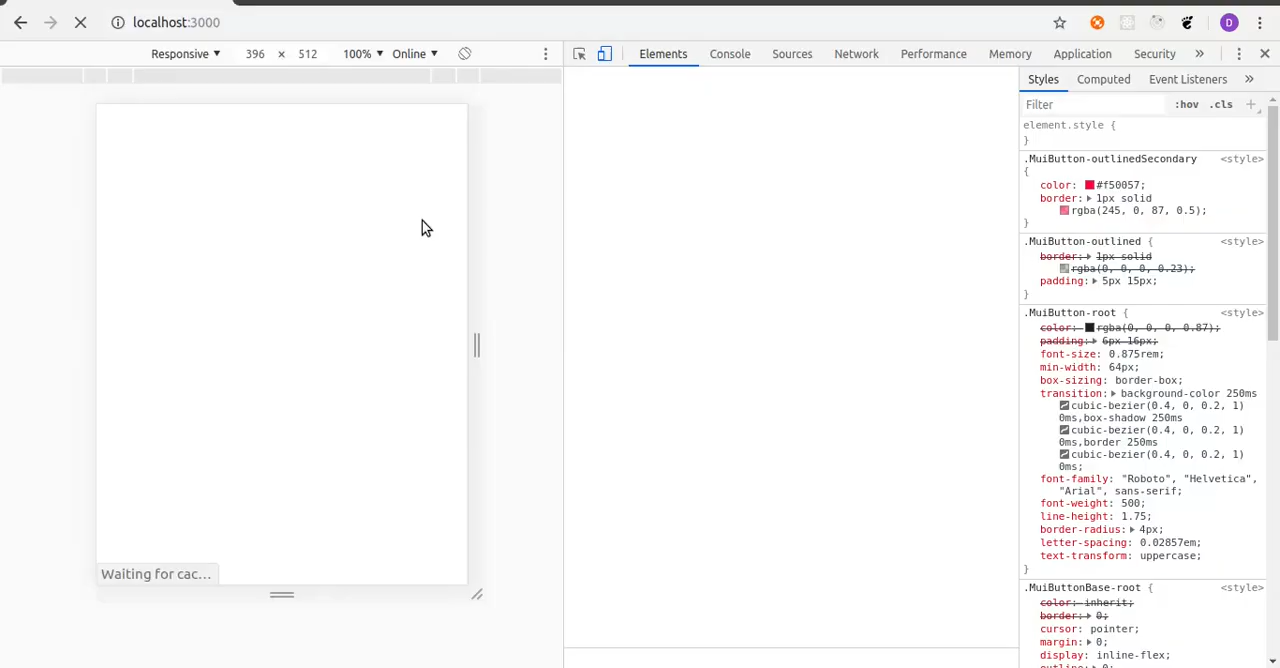 localhost:3000
D
Responsive ▼ 396 x 512 100% ▼ Online ▼
Elements Console Sources Network Performance Memory Application Security »
Styles Computed Event Listeners »
Filter :hov .cls +
element.style {
}
.MuiButton-outlinedSecondary <style>
{
color: #f50057;
border: 1px solid
rgba(245, 0, 87, 0.5);
}
.MuiButton-outlined { <style>
border: 1px solid
rgba(0, 0, 0, 0.23);
padding: 5px 15px;
}
.MuiButton-root { <style>
color: rgba(0, 0, 0, 0.87);
padding: 6px 16px;
font-size: 0.875rem;
min-width: 64px;
box-sizing: border-box;
transition: background-color 250ms
cubic-bezier(0.4, 0, 0.2, 1)
0ms,box-shadow 250ms
cubic-bezier(0.4, 0, 0.2, 1)
0ms,border 250ms
cubic-bezier(0.4, 0, 0.2, 1)
0ms;
font-family: "Roboto", "Helvetica",
"Arial", sans-serif;
font-weight: 500;
line-height: 1.75;
border-radius: 4px;
letter-spacing: 0.02857em;
text-transform: uppercase;
}
.MuiButtonBase-root { <style>
color: inherit;
border: 0;
cursor: pointer;
margin: 0;
display: inline-flex;
outline: 0;
Waiting for cac...